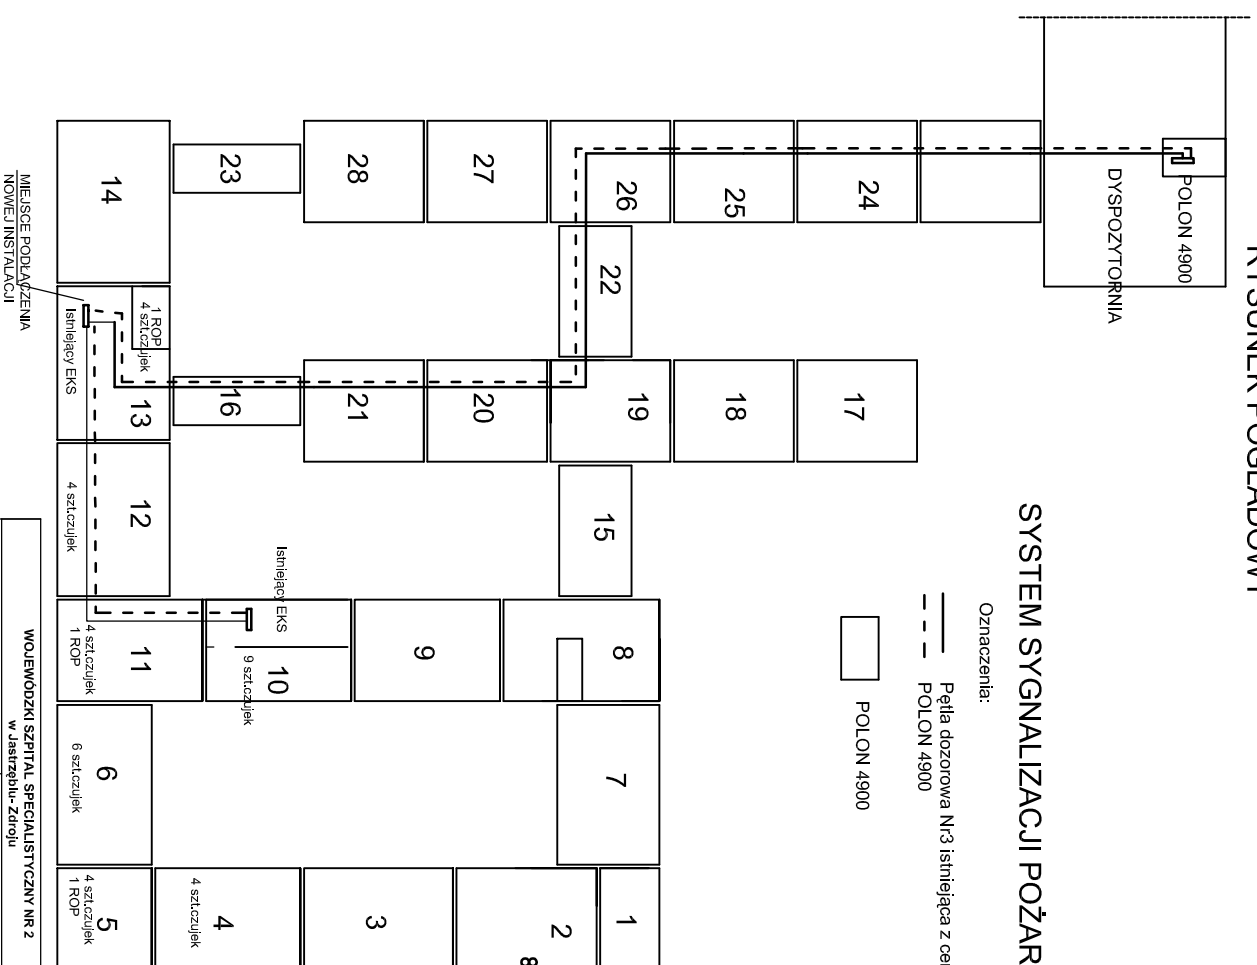 SYSTEM SYGNALIZACJI POŻAR
Oznaczenia:
Pętla dozorowa Nr3 istniejąca z
POLON 4900
POLON 4900
POLON 4900
DYSPOZYTORNIA
24
25
26
27
28
23
14
22
17
18
19
20
21
16
1 ROP
4 szt.czujek
13
Istniejący EKS
MIEJSCE PODŁĄCZENIA
NOWEJ INSTALACJI
15
12
4 szt.czujek
Istniejący EKS
8
9
10
9 szt.czujek
11
4 szt.czujek
1 ROP
7
6
6 szt.czujek
1
2
3
4
4 szt.czujek
5
4 szt.czujek
1 ROP
WOJEWÓDZKI SZPITAL SPECJALISTYCZNY NR 2
w Jastrzębiu- Zdroju